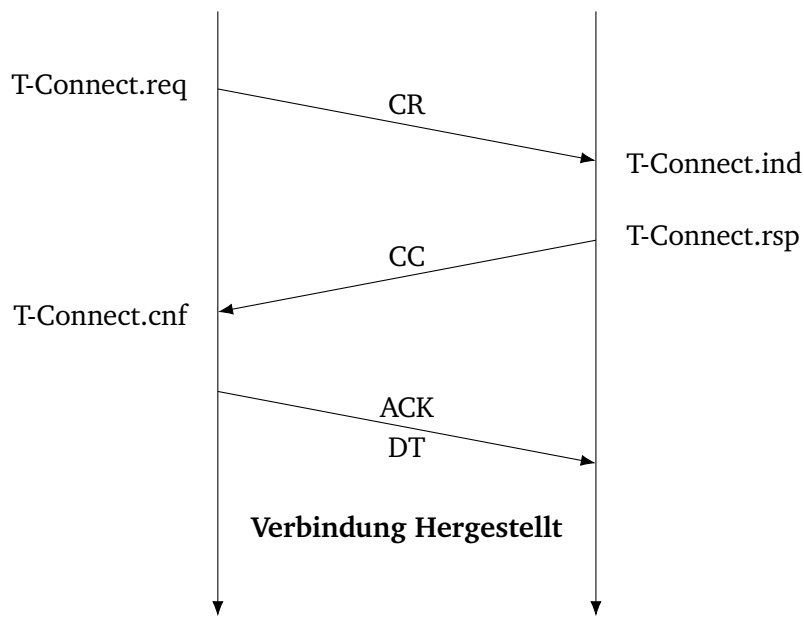 T-Connect.req
CR
T-Connect.ind
T-Connect.rsp
CC
T-Connect.cnf
ACK
DT
Verbindung Hergestellt